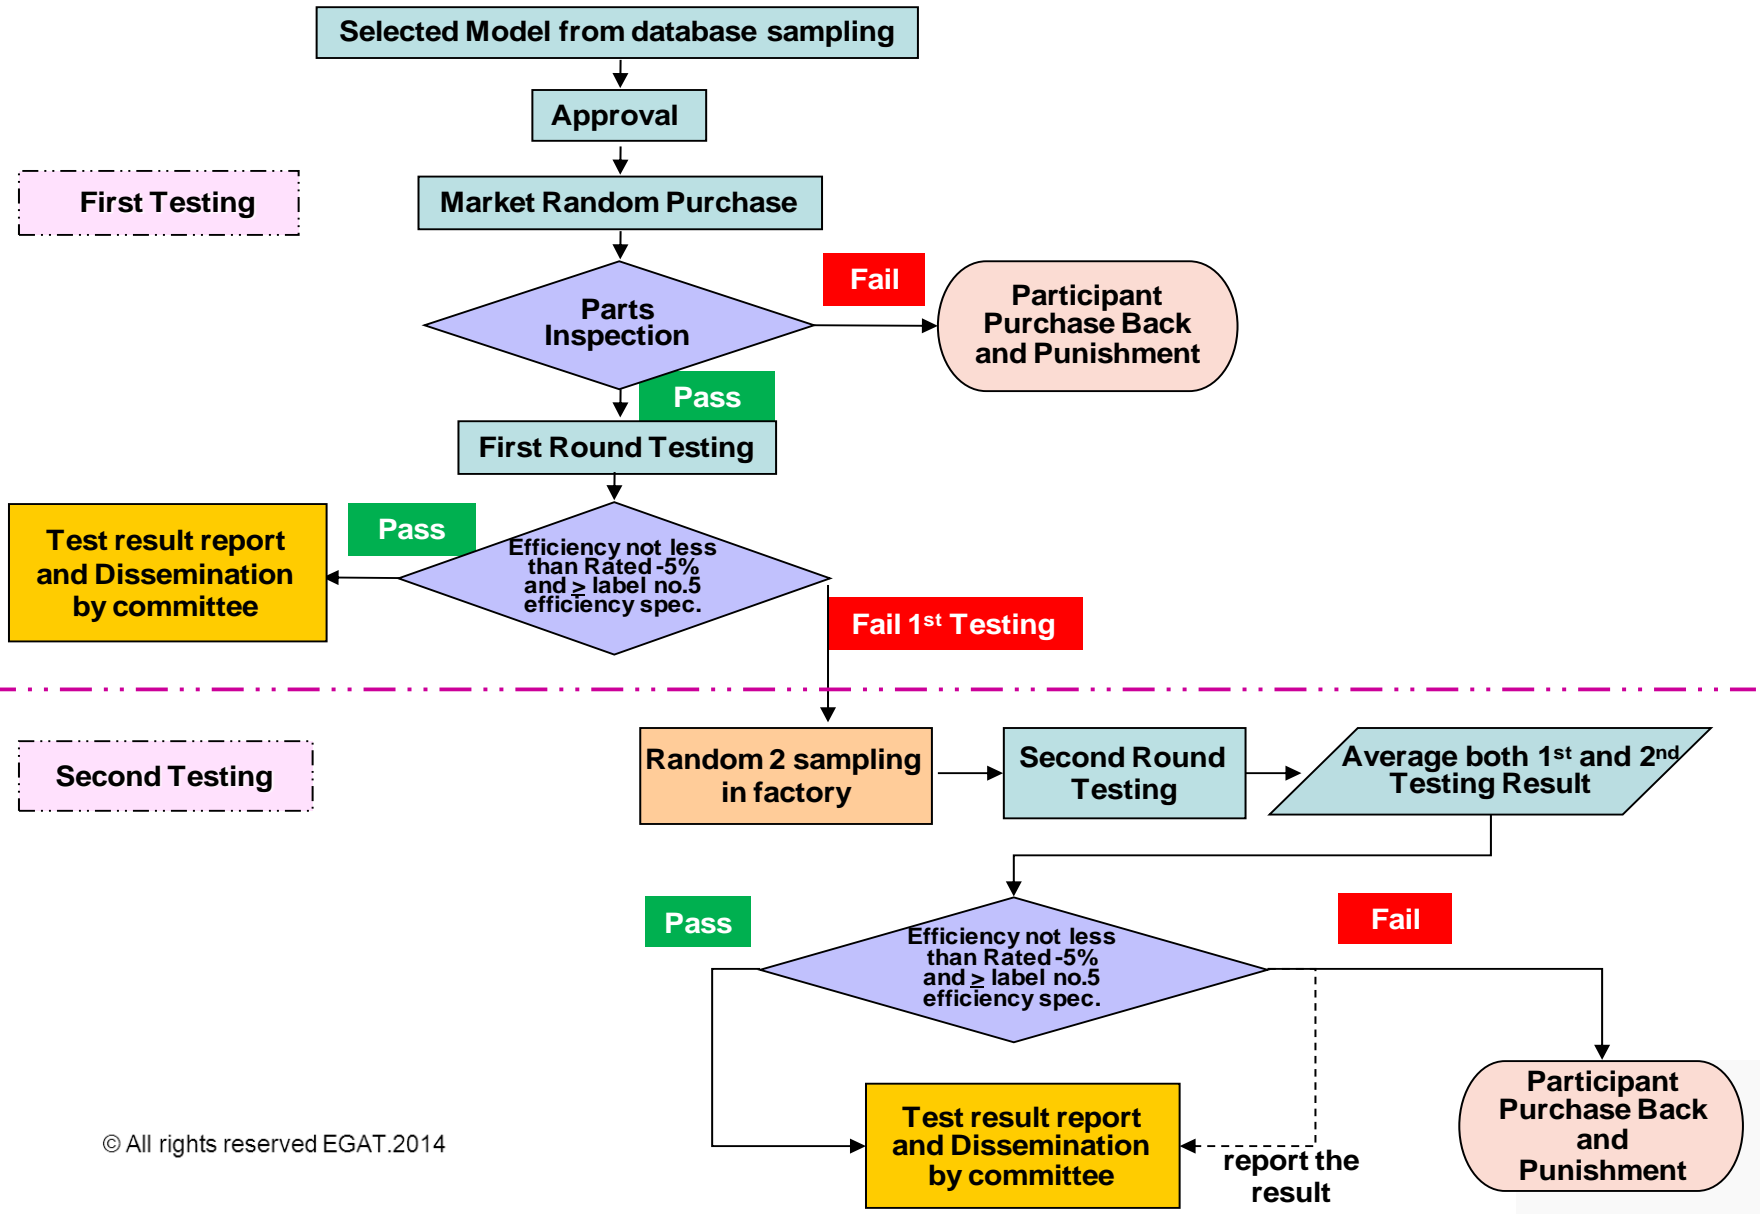 Selected Model from database sampling
Approval
First Testing
Market Random Purchase
Fail
Parts
Inspection
Participant
Purchase Back
and Punishment
Pass
First Round Testing
Pass
Test result report
and Dissemination
by committee
Efficiency not less
than Rated -5%
and ≥ label no.5
efficiency spec.
Fail 1st Testing
Second Testing
Random 2 sampling
in factory
Second Round
Testing
Average both 1st and 2nd
Testing Result
Pass
Efficiency not less
than Rated -5%
and ≥ label no.5
efficiency spec.
Fail
Test result report
and Dissemination
by committee
report the
result
Participant
Purchase Back
and
Punishment
© All rights reserved EGAT.2014